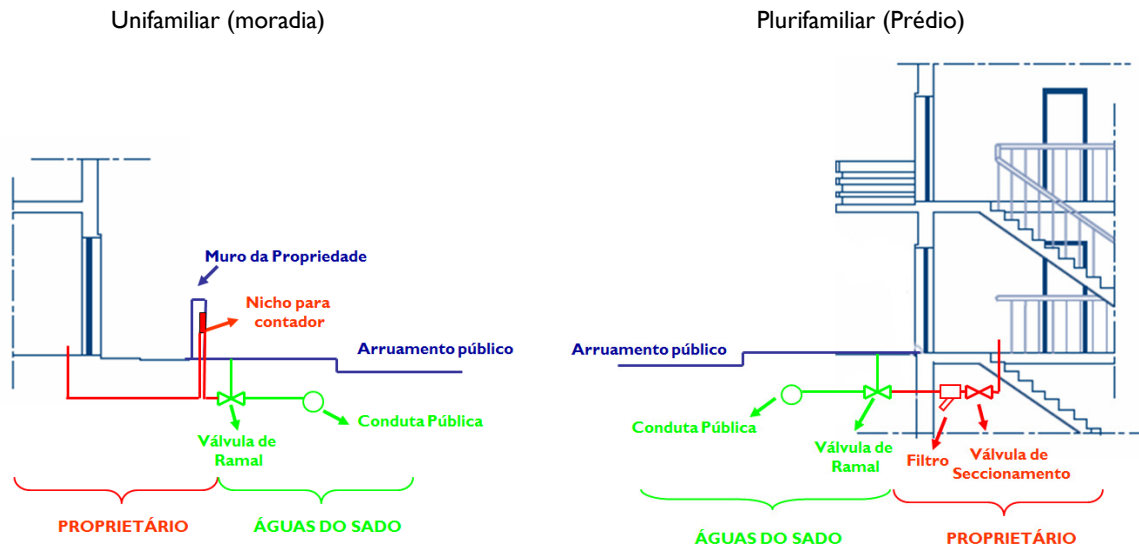 Unifamiliar (moradia)
Plurifamiliar (Prédio)
Muro da Propriedade
Nicho para
contador
Arruamento público
Conduta Pública
Válvula de
Ramal
PROPRIETÁRIO
ÁGUAS DO SADO
Arruamento público
Conduta Pública
Válvula de
Ramal
Filtro
Válvula de
Seccionamento
ÁGUAS DO SADO
PROPRIETÁRIO